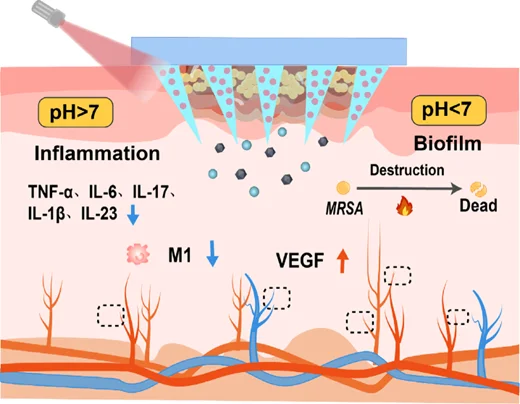 pH>7
pH<7
Inflammation
Biofilm
TNF-α、IL-6、IL-17、
IL-1β、IL-23
Destruction
MRSA
Dead
M1
VEGF